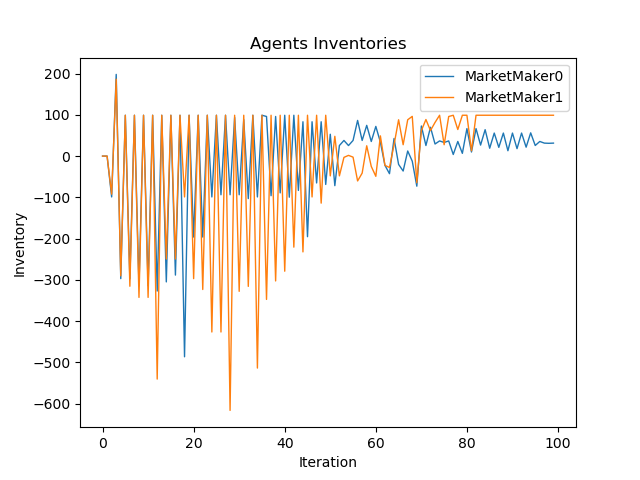 Agents Inventories
MarketMaker0
MarketMaker1
200
100
0
−100
−200
−300
−400
−500
−600
Inventory
0 20 40 60 80 100
Iteration